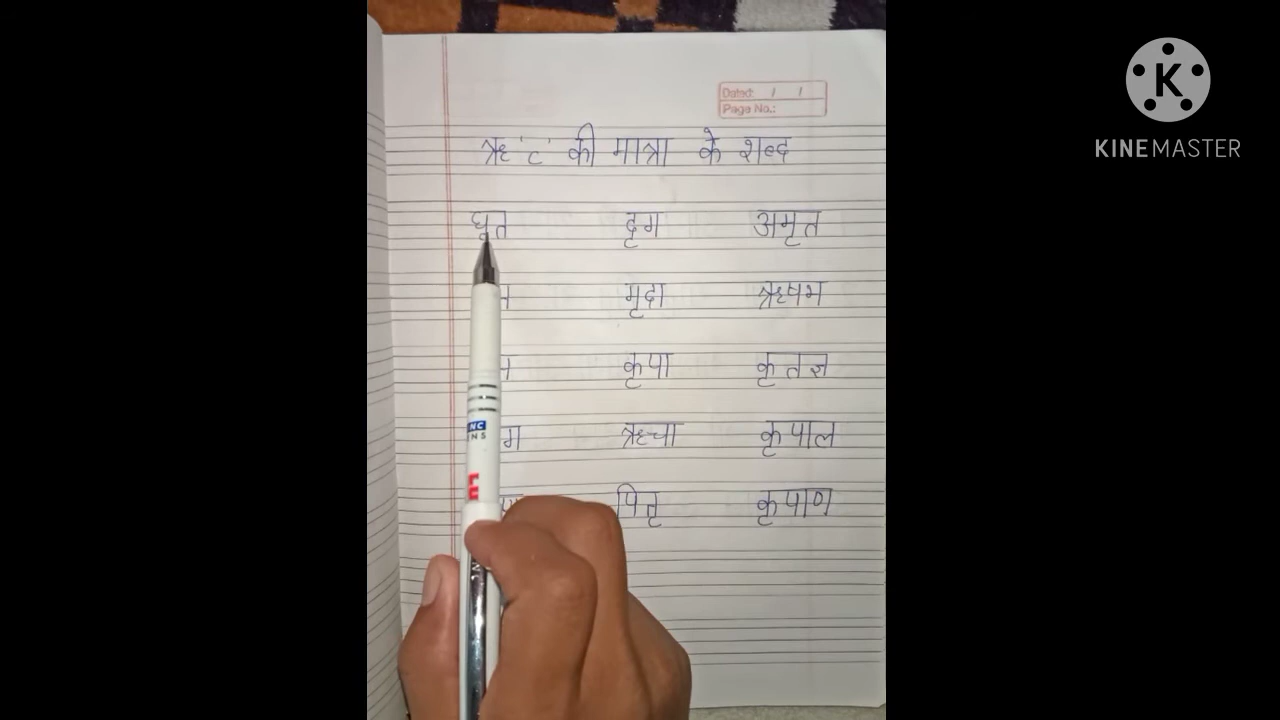 K
KINEMASTER
Dated: / /
Page No.:
ऋ 'ृ' की मात्रा के शब्द
घृत दृग अमृत
मृदा ऋषभ
कृपा कृतज्ञ
ऋचा कृपाल
पितृ कृपाण